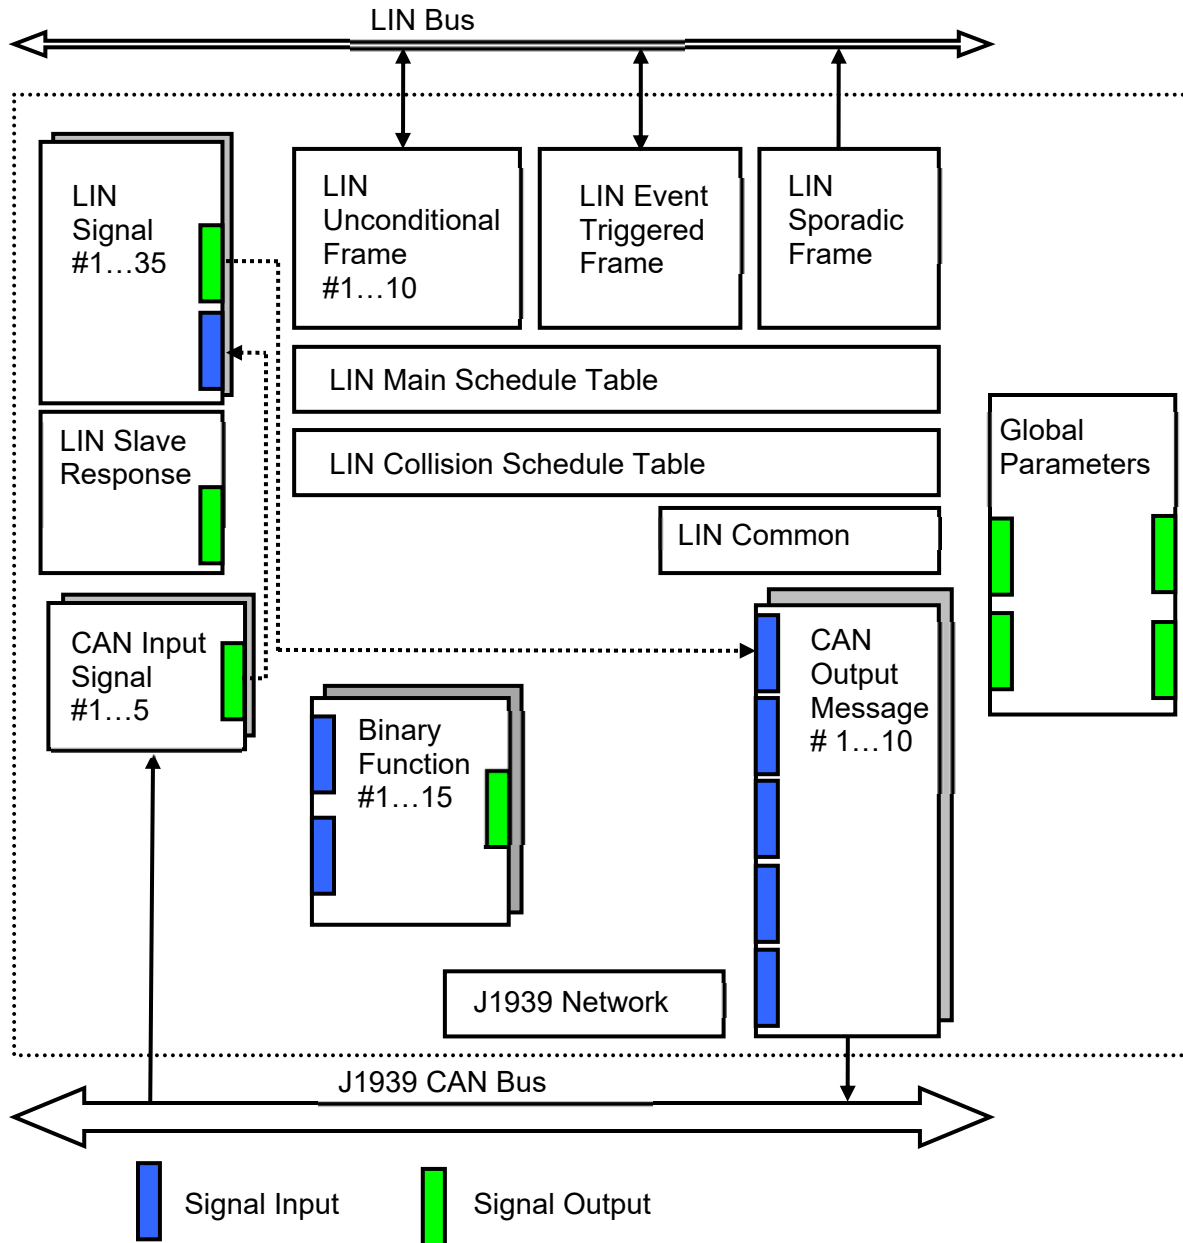 LIN Bus
LIN
Signal
#1…35
LIN
Unconditional
Frame
#1…10
LIN Event
Triggered
Frame
LIN
Sporadic
Frame
LIN Main Schedule Table
LIN Slave
Response
LIN Collision Schedule Table
Global
Parameters
LIN Common
CAN Input
Signal
#1…5
CAN
Output
Message
# 1…10
Binary
Function
#1…15
J1939 Network
J1939 CAN Bus
Signal Input
Signal Output